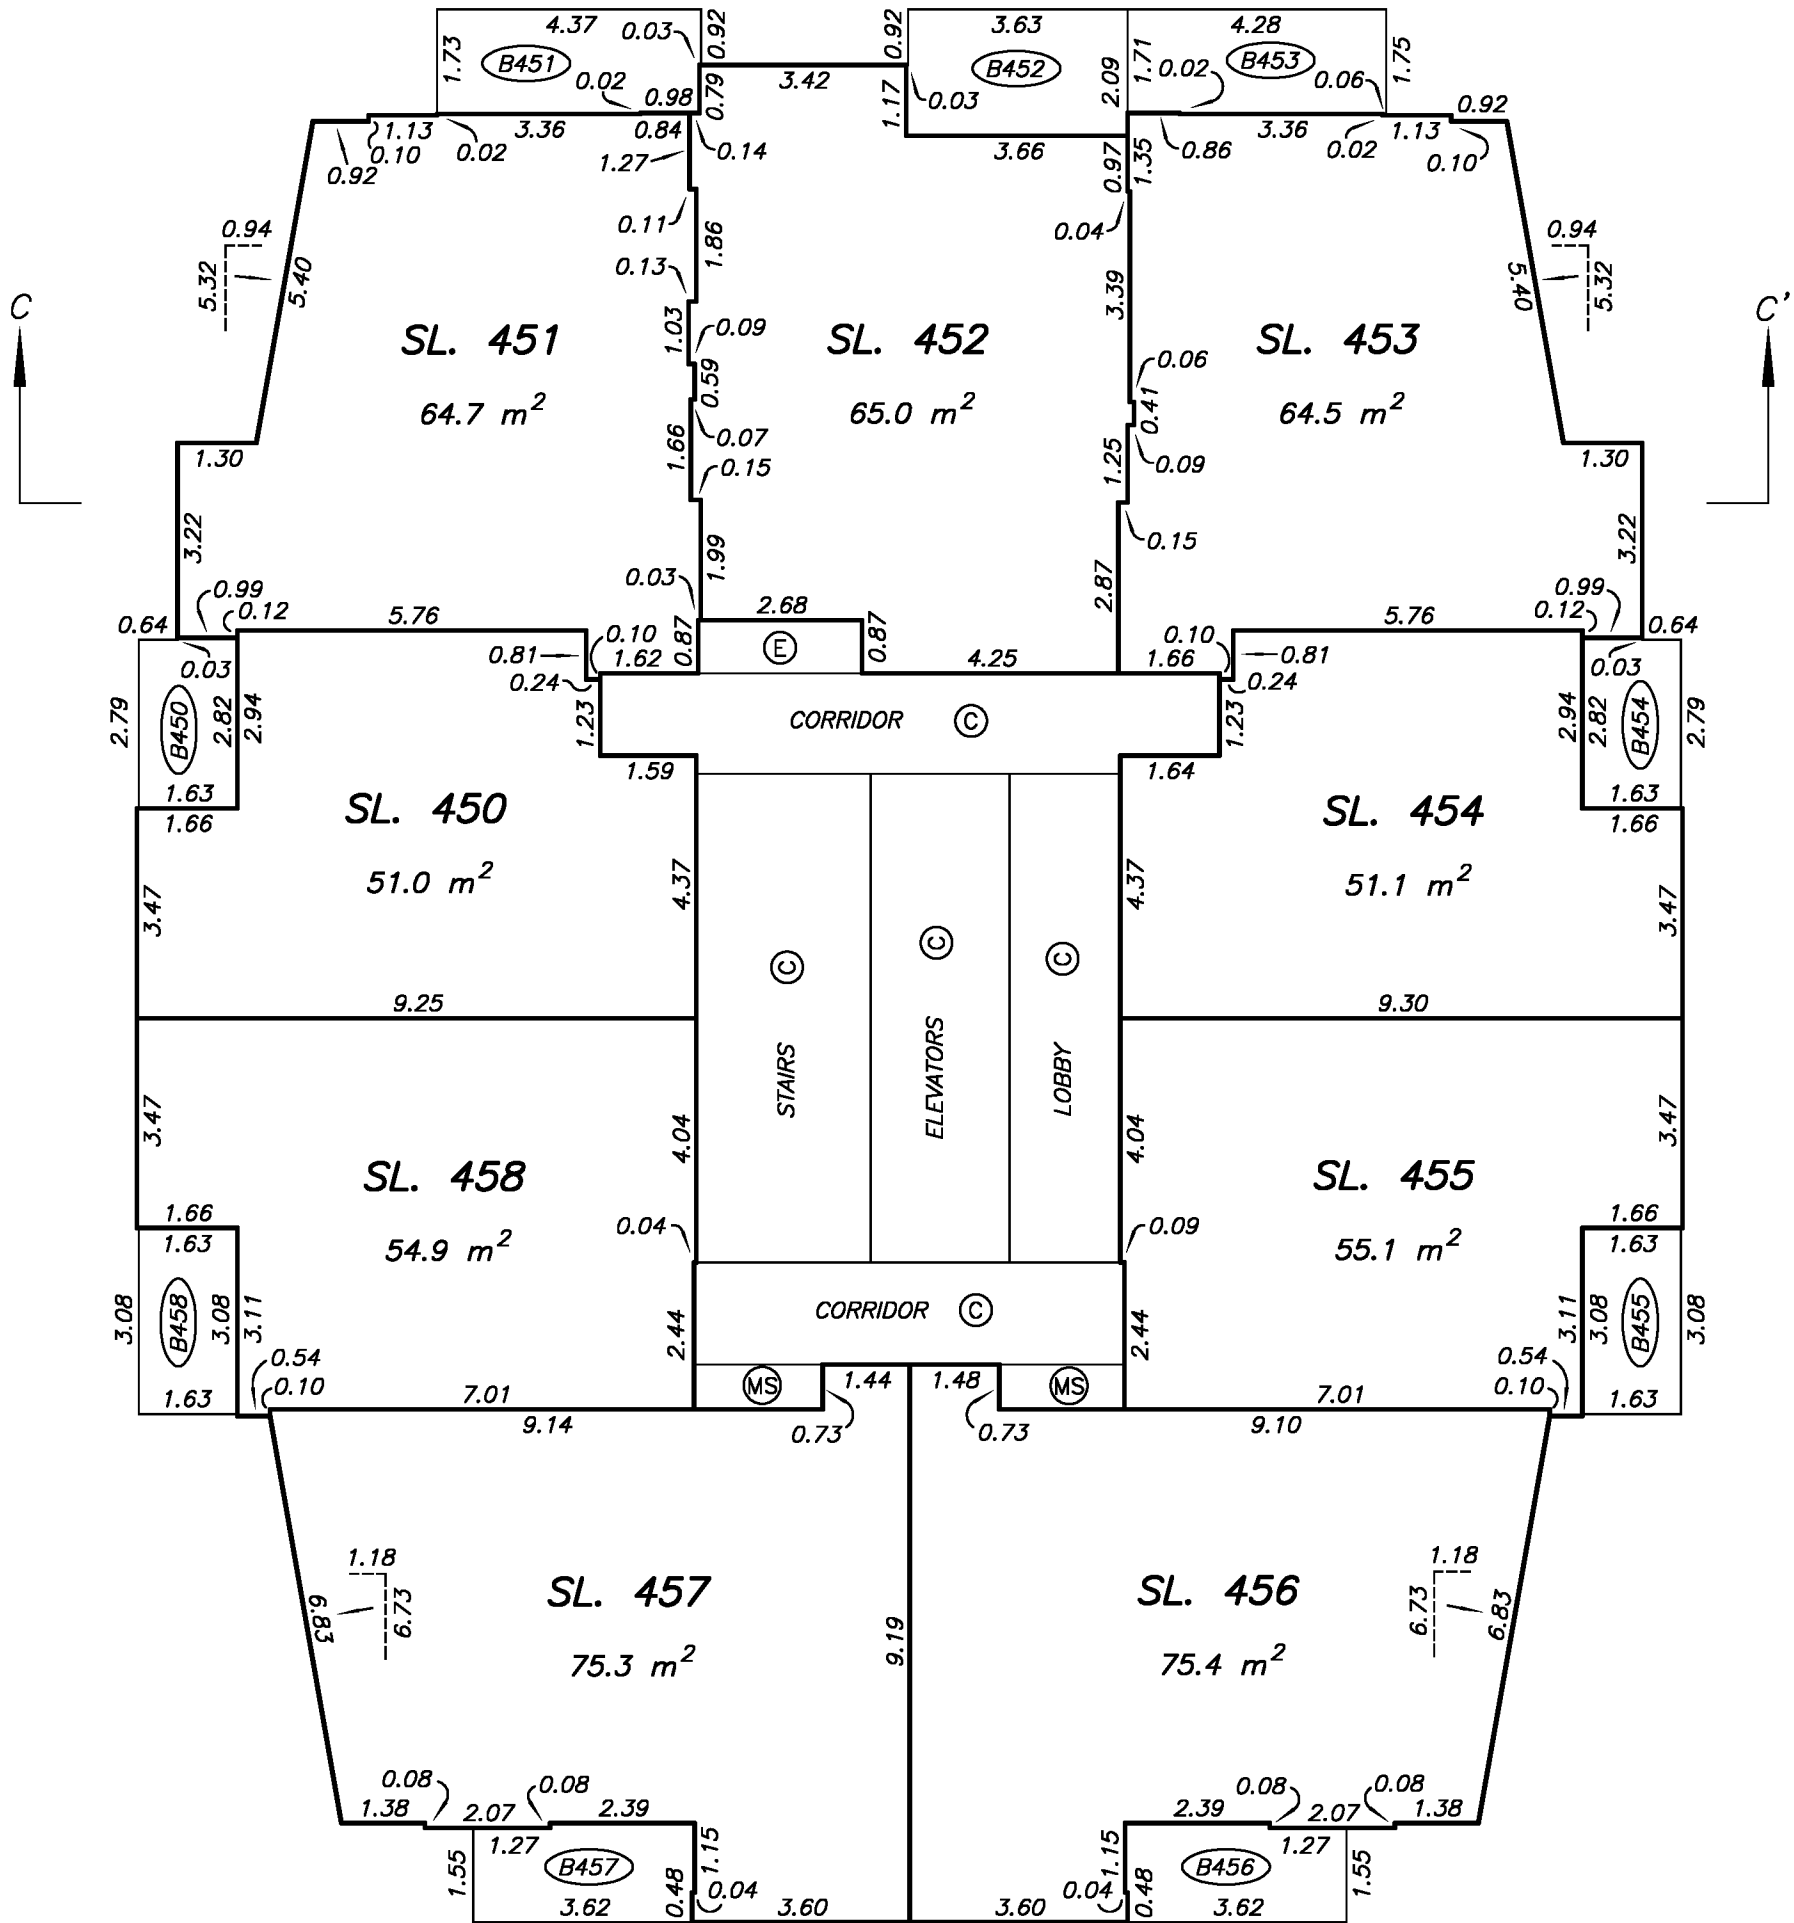 4.37 0.03 0.92 0.92 3.63 4.28
1.73 B451 B452 2.09 1.71 B453 1.75
0.02 0.98 0.79 3.42 1.17 0.03 0.02 0.06 0.92
0.10 1.13 0.02 3.36 0.84 0.14 3.66 0.97 1.35 0.86 3.36 0.02 1.13 0.10
0.92 1.27
0.94 0.11 1.86 0.04 0.94
5.32 5.40 0.13 3.39 5.40 5.32
C C'
1.03 0.09 0.06
SL. 451 SL. 452 SL. 453
0.59 0.41
64.7 m² 65.0 m² 64.5 m²
1.30 1.66 0.07 1.25 0.09 1.30
0.15
3.22 1.99 0.15 3.22
0.99 0.03 2.87 0.99
0.64 0.12 5.76 2.68 5.76 0.12 0.64
0.03 0.81 0.10 1.62 0.87 E 0.87 4.25 1.66 0.10 0.81 0.03
0.24 0.24
2.79 B450 2.82 2.94 1.23 CORRIDOR C 1.23 2.94 2.82 B454 2.79
1.63 1.59 1.64 1.63
1.66 SL. 450 SL. 454 1.66
51.0 m² 51.1 m²
3.47 4.37 4.37 3.47
C C C
9.25 9.30
STAIRS ELEVATORS LOBBY
3.47 4.04 4.04 3.47
SL. 458 SL. 455
1.66 0.04 0.09 1.66
1.63 54.9 m² 55.1 m² 1.63
3.08 B458 3.08 3.11 2.44 CORRIDOR C 2.44 3.11 3.08 B455 3.08
0.54 0.54
1.63 0.10 7.01 MS 1.44 1.48 MS 7.01 0.10 1.63
9.14 0.73 0.73 9.10
1.18 1.18
6.83 6.73 SL. 457 SL. 456 6.73 6.83
75.3 m² 9.19 75.4 m²
0.08 0.08 0.08 0.08
1.38 2.07 2.39 2.39 2.07 1.38
1.55 1.27 B457 1.15 1.15 B456 1.27 1.55
3.62 0.48 0.04 3.60 3.60 0.04 0.48 3.62